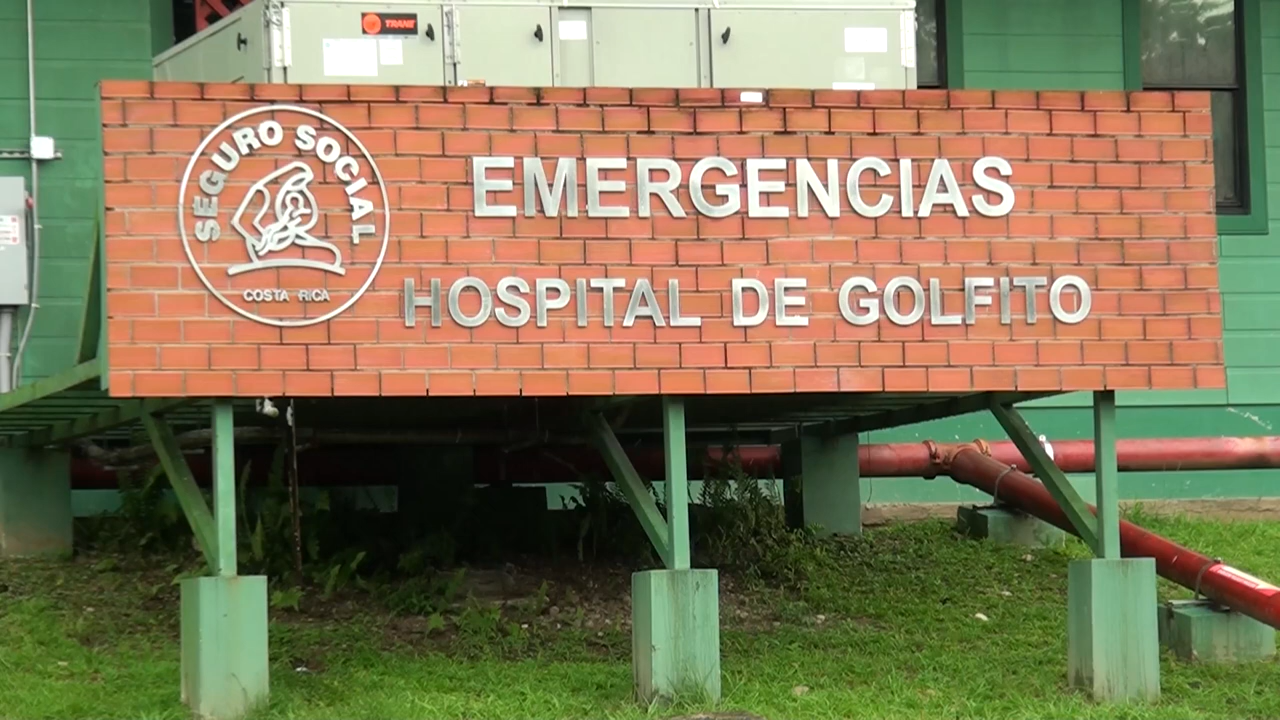 TRANE
SEGURO SOCIAL
COSTA RICA
EMERGENCIAS
HOSPITAL DE GOLFITO